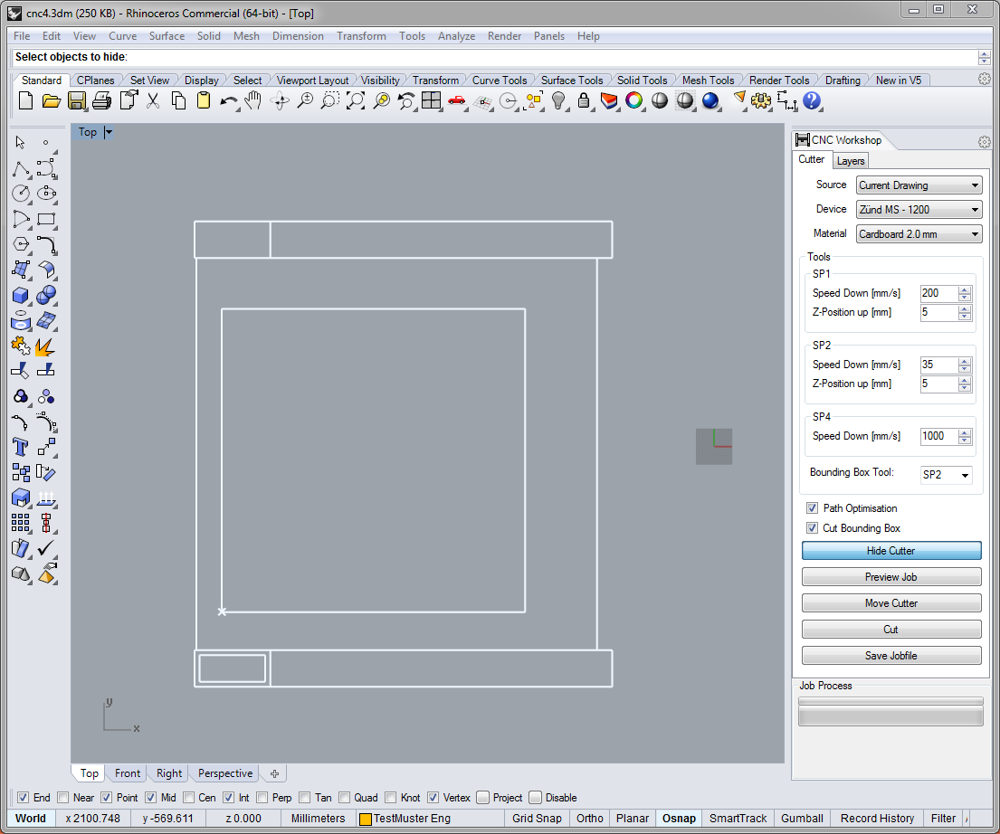 cnc4.3dm (250 KB) - Rhinoceros Commercial (64-bit) - [Top]
File Edit View Curve Surface Solid Mesh Dimension Transform Tools Analyze Render Panels Help
Select objects to hide:
Standard CPlanes Set View Display Select Viewport Layout Visibility Transform Curve Tools Surface Tools Solid Tools Mesh Tools Render Tools Drafting New in V5
Top
CNC Workshop
Cutter Layers
Source Current Drawing
Device Zünd MS - 1200
Material Cardboard 2.0 mm
Tools
SP1
Speed Down [mm/s] 200
Z-Position up [mm] 5
SP2
Speed Down [mm/s] 35
Z-Position up [mm] 5
SP4
Speed Down [mm/s] 1000
Bounding Box Tool: SP2
Path Optimisation
Cut Bounding Box
Hide Cutter
Preview Job
Move Cutter
Cut
Save Jobfile
Job Process
y
x
Top Front Right Perspective
End Near Point Mid Cen Int Perp Tan Quad Knot Vertex Project Disable
World x 2100.748 y -569.611 z 0.000 Millimeters TestMuster Eng Grid Snap Ortho Planar Osnap SmartTrack Gumball Record History Filter